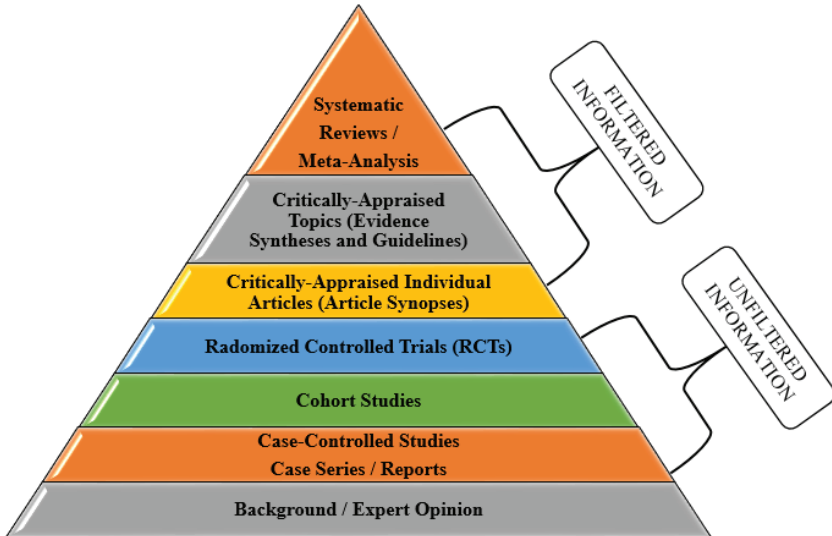 Systematic
Reviews /
Meta-Analysis
Critically-Appraised
Topics (Evidence
Syntheses and Guidelines)
Critically-Appraised Individual
Articles (Article Synopses)
Radomized Controlled Trials (RCTs)
Cohort Studies
Case-Controlled Studies
Case Series / Reports
Background / Expert Opinion
FILTERED
INFORMATION
UNFILTERED
INFORMATION